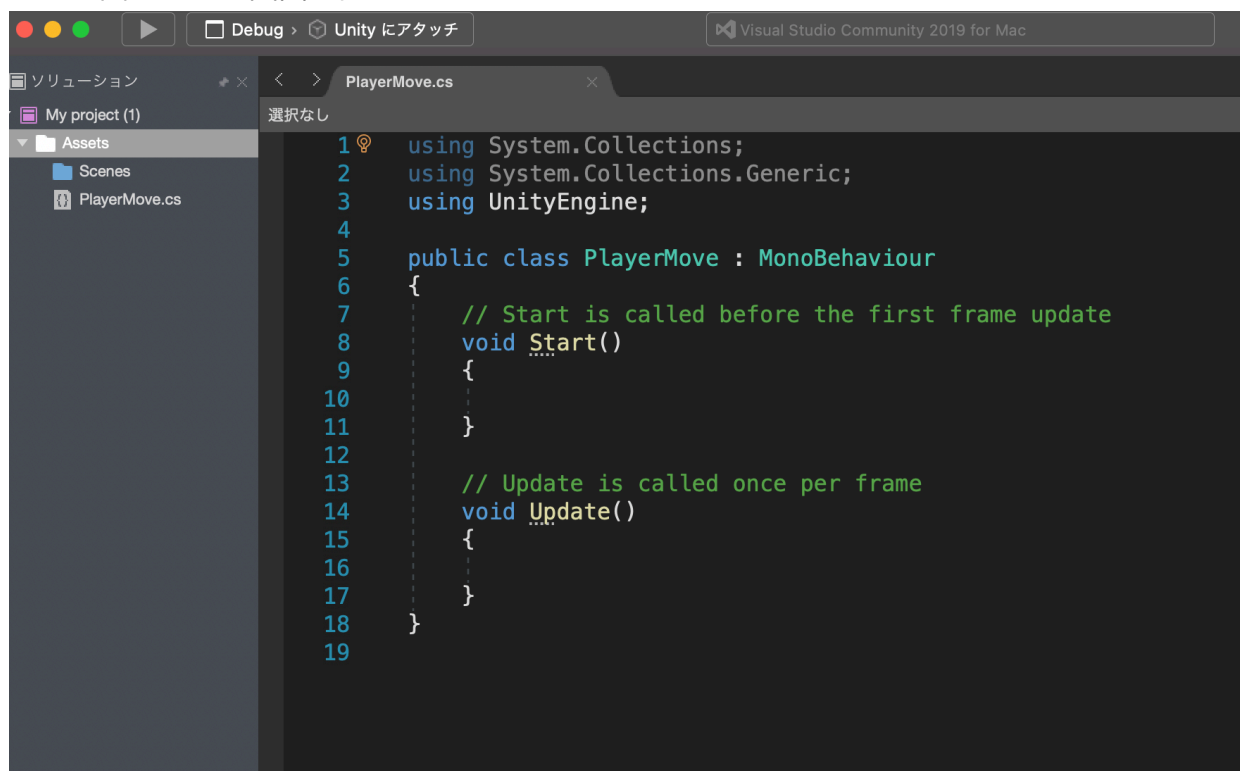 Debug › Unity にアタッチ
Visual Studio Community 2019 for Mac
ソリューション
PlayerMove.cs
My project (1)
選択なし
Assets
Scenes
PlayerMove.cs
1 using System.Collections;
2 using System.Collections.Generic;
3 using UnityEngine;
4
5 public class PlayerMove : MonoBehaviour
6 {
7 // Start is called before the first frame update
8 void Start()
9 {
10
11 }
12
13 // Update is called once per frame
14 void Update()
15 {
16
17 }
18 }
19